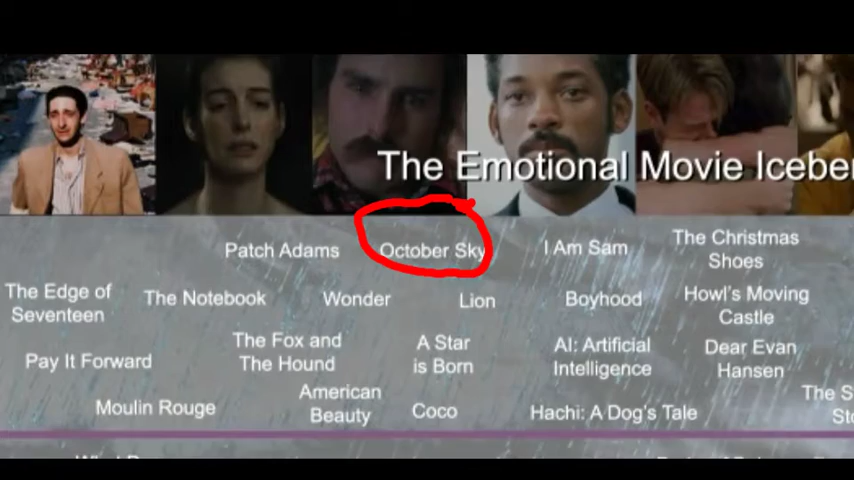 The Emotional Movie
Patch Adams
October Sky
I Am Sam
The Christmas
Shoes
The Edge of
Seventeen
The Notebook
Wonder
Lion
Boyhood
Howl's Moving
Castle
Pay It Forward
The Fox and
The Hound
A Star
is Born
AI: Artificial
Intelligence
Dear Evan
Hansen
Moulin Rouge
American
Beauty
Coco
Hachi: A Dog's Tale
The